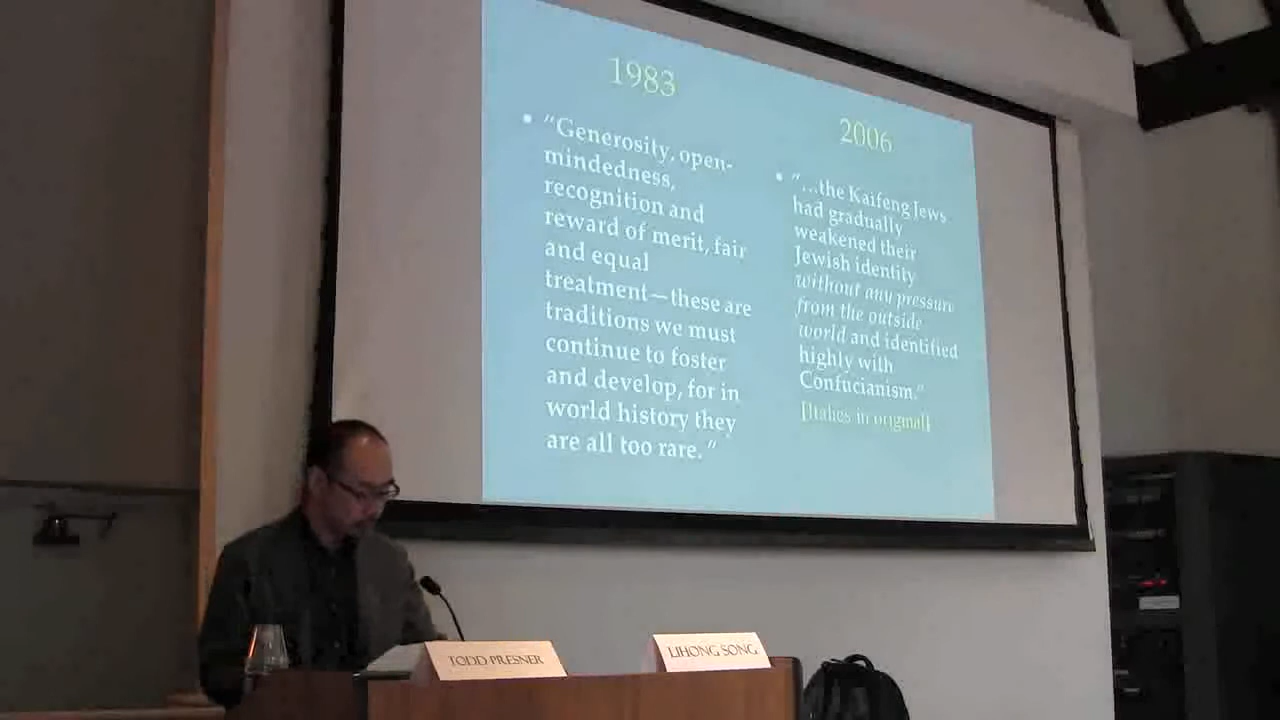 1983
• "Generosity, open-
mindedness,
recognition and
reward of merit, fair
and equal
treatment—these are
traditions we must
continue to foster
and develop, for in
world history they
are all too rare."
2006
• "...the Kaifeng Jews
had gradually
weakened their
Jewish identity
without any pressure
from the outside
world and identified
highly with
Confucianism."
[Italics in original]
TODD PRESNER
LIHONG SONG